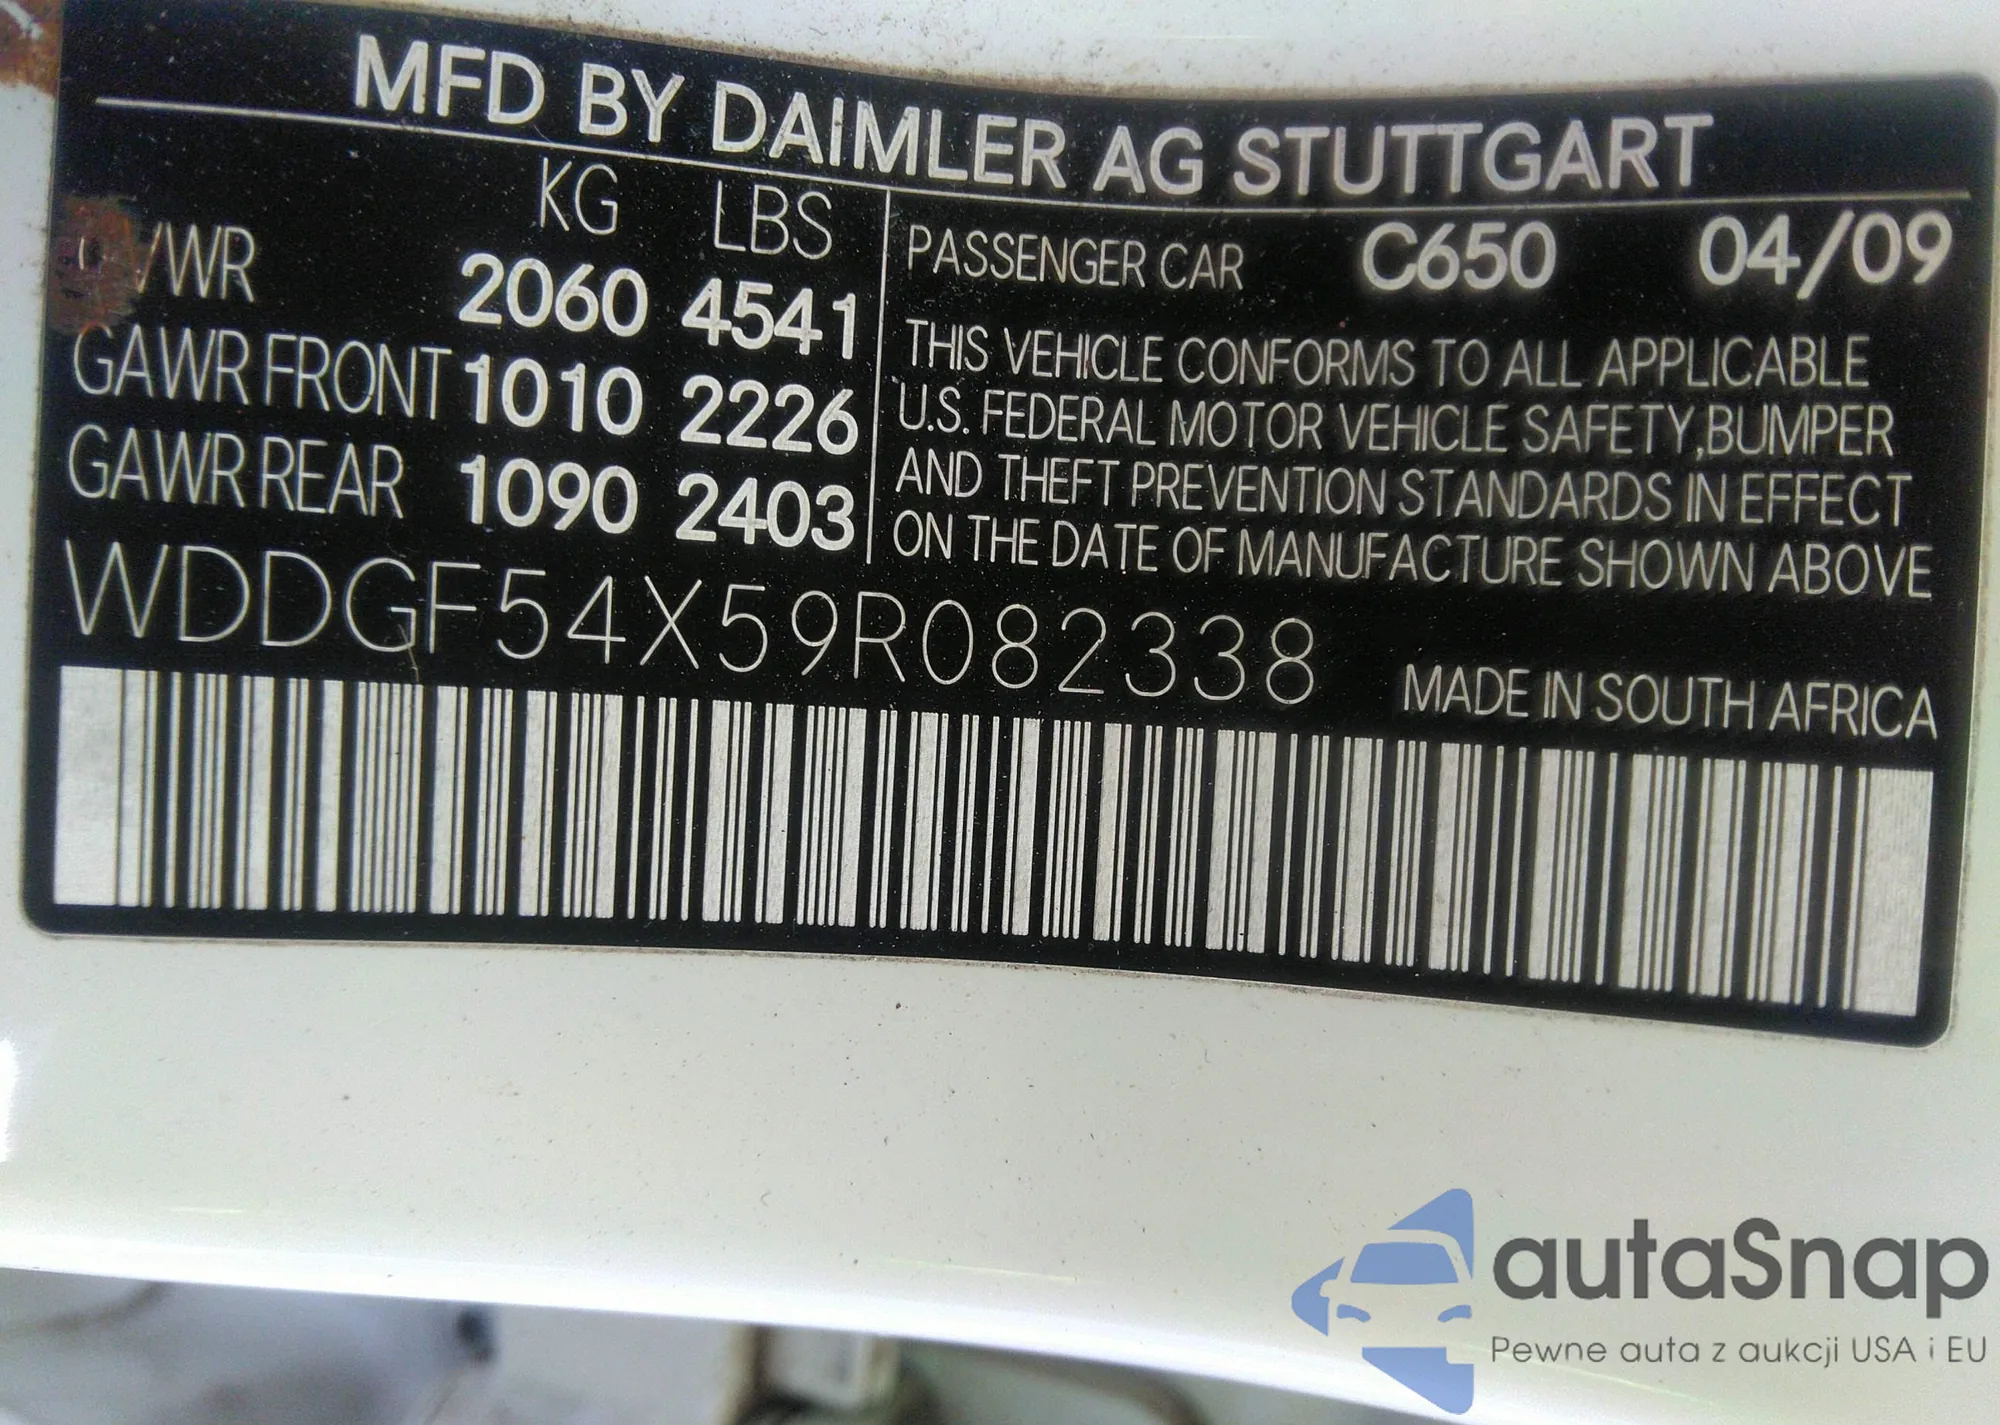 MFD BY DAIMLER AG STUTTGART
KG LBS
2060 4541
GAWR FRONT 1010 2226
GAWR REAR 1090 2403
PASSENGER CAR C650 04/09
THIS VEHICLE CONFORMS TO ALL APPLICABLE
U.S. FEDERAL MOTOR VEHICLE SAFETY,BUMPER
AND THEFT PREVENTION STANDARDS IN EFFECT
ON THE DATE OF MANUFACTURE SHOWN ABOVE
WDDGF54X59R082338
MADE IN SOUTH AFRICA
autaSnap
Pewne auta z aukcji USA i EU